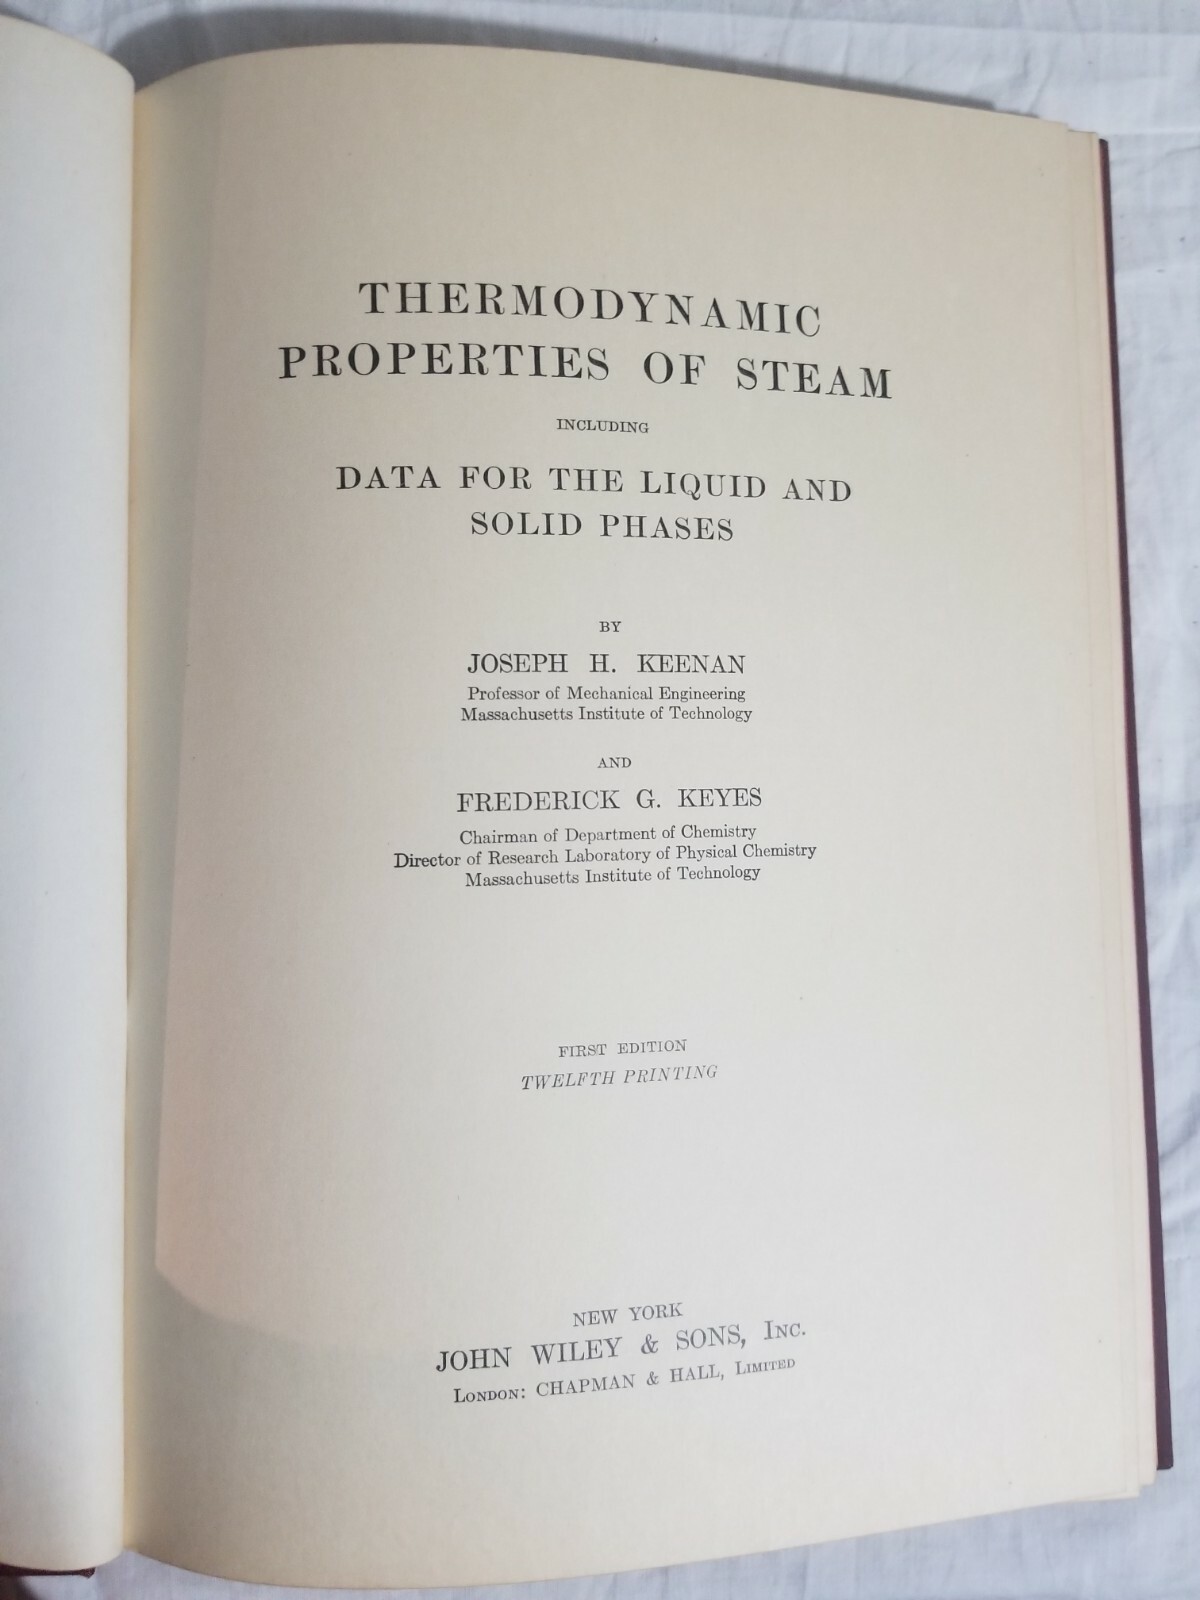 THERMODYNAMIC
PROPERTIES OF STEAM
INCLUDING
DATA FOR THE LIQUID AND
SOLID PHASES
BY
JOSEPH H. KEENAN
Professor of Mechanical Engineering
Massachusetts Institute of Technology
AND
FREDERICK G. KEYES
Chairman of Department of Chemistry
Director of Research Laboratory of Physical Chemistry
Massachusetts Institute of Technology
FIRST EDITION
TWELFTH PRINTING
NEW YORK
JOHN WILEY & SONS, INC.
LONDON: CHAPMAN & HALL, LIMITED